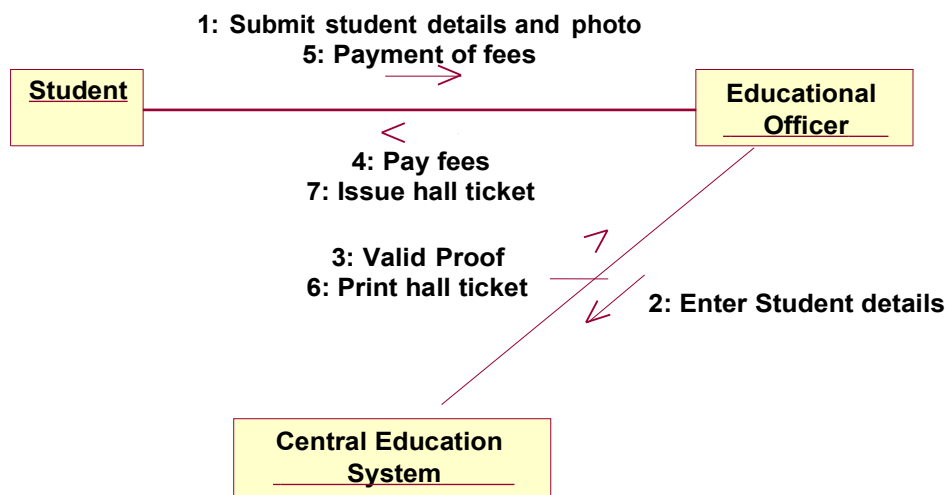 1: Submit student details and photo
5: Payment of fees
Student
Educational
Officer
4: Pay fees
7: Issue hall ticket
3: Valid Proof
6: Print hall ticket
2: Enter Student details
Central Education
System